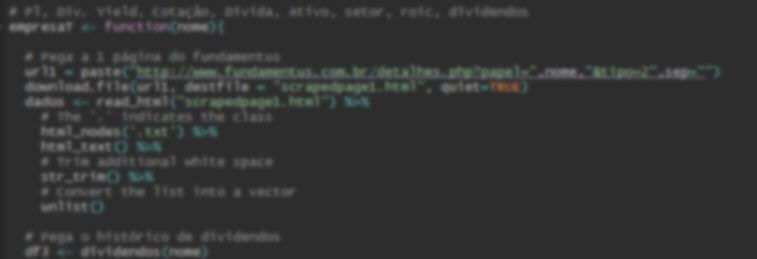 # Pl, Div. Yield, Cotação, Dívida, Ativo, setor, roic, dividendos
empresaT <- function(nome){
# Pega a 1 página do fundamentus
url1 = paste("http://www.fundamentus.com.br/detalhes.php?papel=",nome,"&tipo=2",sep="")
download.file(url1, destfile = "scrapedpage1.html", quiet=TRUE)
dados <- read_html("scrapedpage1.html") %>%
# The '.' indicates the class
html_nodes('.txt') %>%
html_text() %>%
# Trim additional white space
str_trim() %>%
# Convert the list into a vector
unlist()
# Pega o histórico de dividendos
df3 <- dividendos(nome)